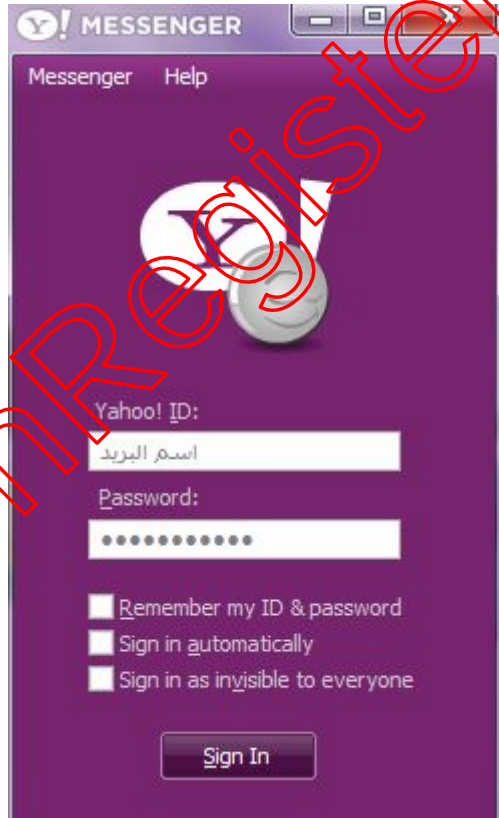 Y! MESSENGER
Messenger Help
Y!
Yahoo! ID:
اسم البريد
Password:
Remember my ID & password
Sign in automatically
Sign in as invisible to everyone
Sign In